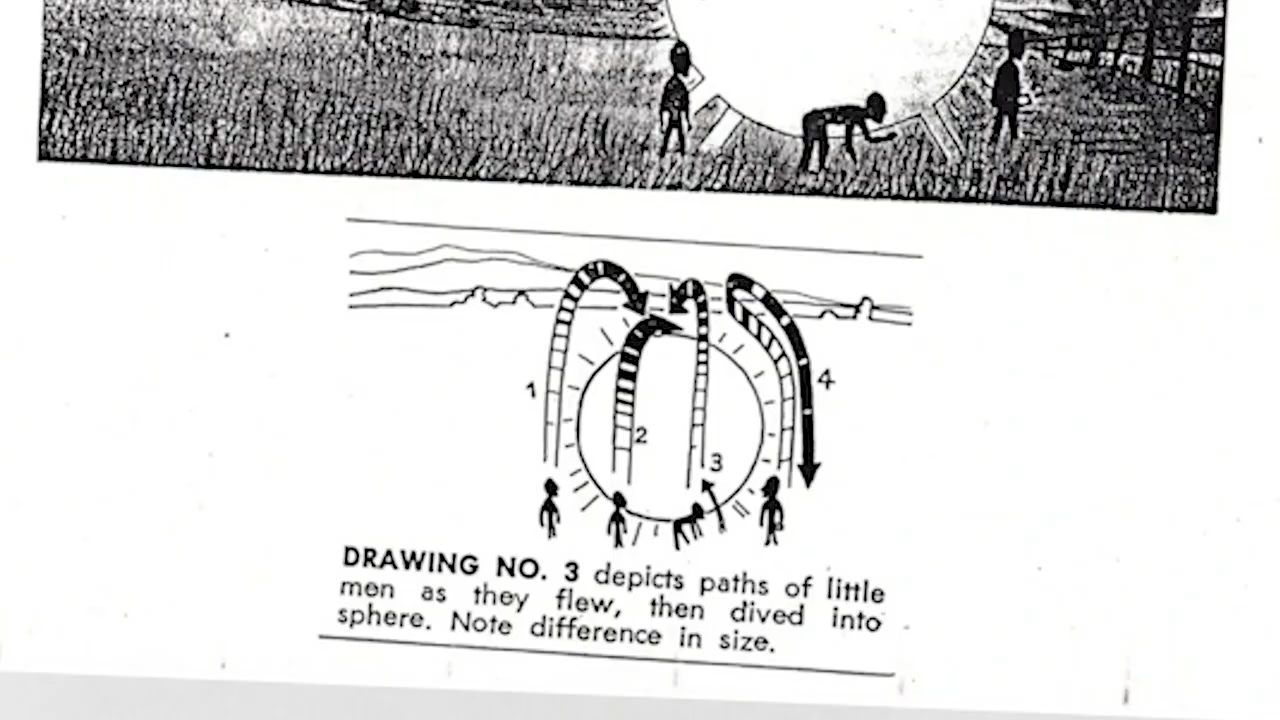 1
2
3
4
DRAWING NO. 3 depicts paths of little
men as they flew, then dived into
sphere. Note difference in size.